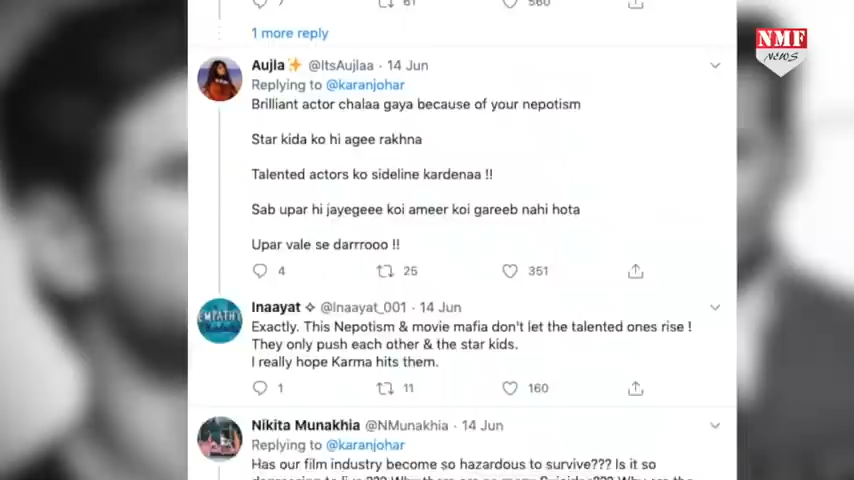 7 61 560
1 more reply
NMF
NEWS
Aujla✨ @ItsAujlaa · 14 Jun
Replying to @karanjohar
Brilliant actor chalaa gaya because of your nepotism
Star kida ko hi agee rakhna
Talented actors ko sideline kardenaa !!
Sab upar hi jayegeee koi ameer koi gareeb nahi hota
Upar vale se darrrooo !!
4 25 351
Inaayat ✧ @Inaayat_001 · 14 Jun
Exactly. This Nepotism & movie mafia don't let the talented ones rise !
They only push each other & the star kids.
I really hope Karma hits them.
1 11 160
EMPATHY
Nikita Munakhia @NMunakhia · 14 Jun
Replying to @karanjohar
Has our film industry become so hazardous to survive??? Is it so